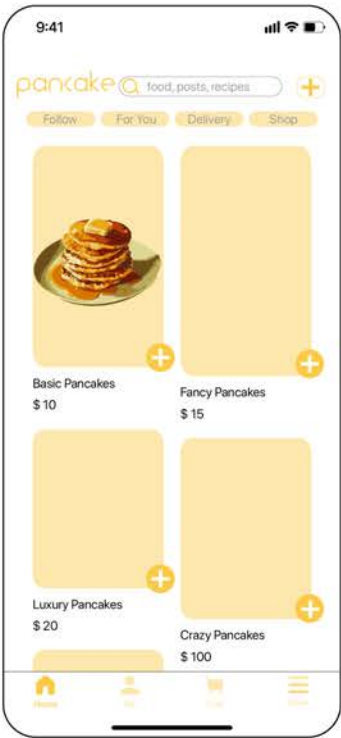 9:41
pancake
food, posts, recipes
Follow For You Delivery Shop
Basic Pancakes
$ 10
Fancy Pancakes
$ 15
Luxury Pancakes
$ 20
Crazy Pancakes
$ 100
Home